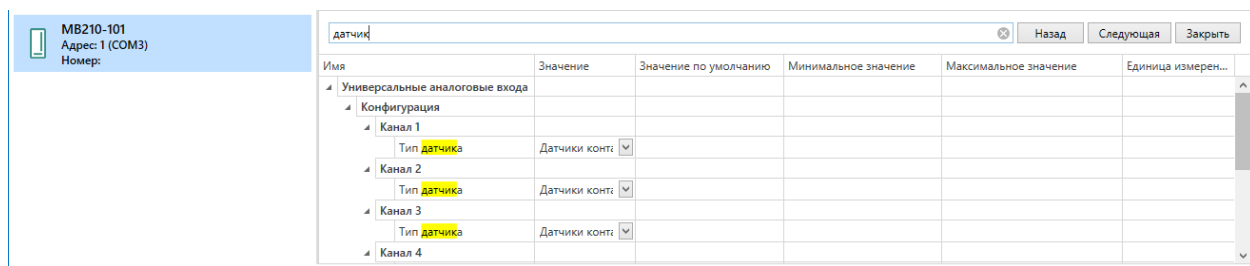 МВ210-101
Адрес: 1 (COM3)
Номер:
датчик
Назад Следующая Закрыть
Имя Значение Значение по умолчанию Минимальное значение Максимальное значение Единица измерен...
Универсальные аналоговые входа
Конфигурация
Канал 1
Тип датчика Датчики конта
Канал 2
Тип датчика Датчики конта
Канал 3
Тип датчика Датчики конта
Канал 4